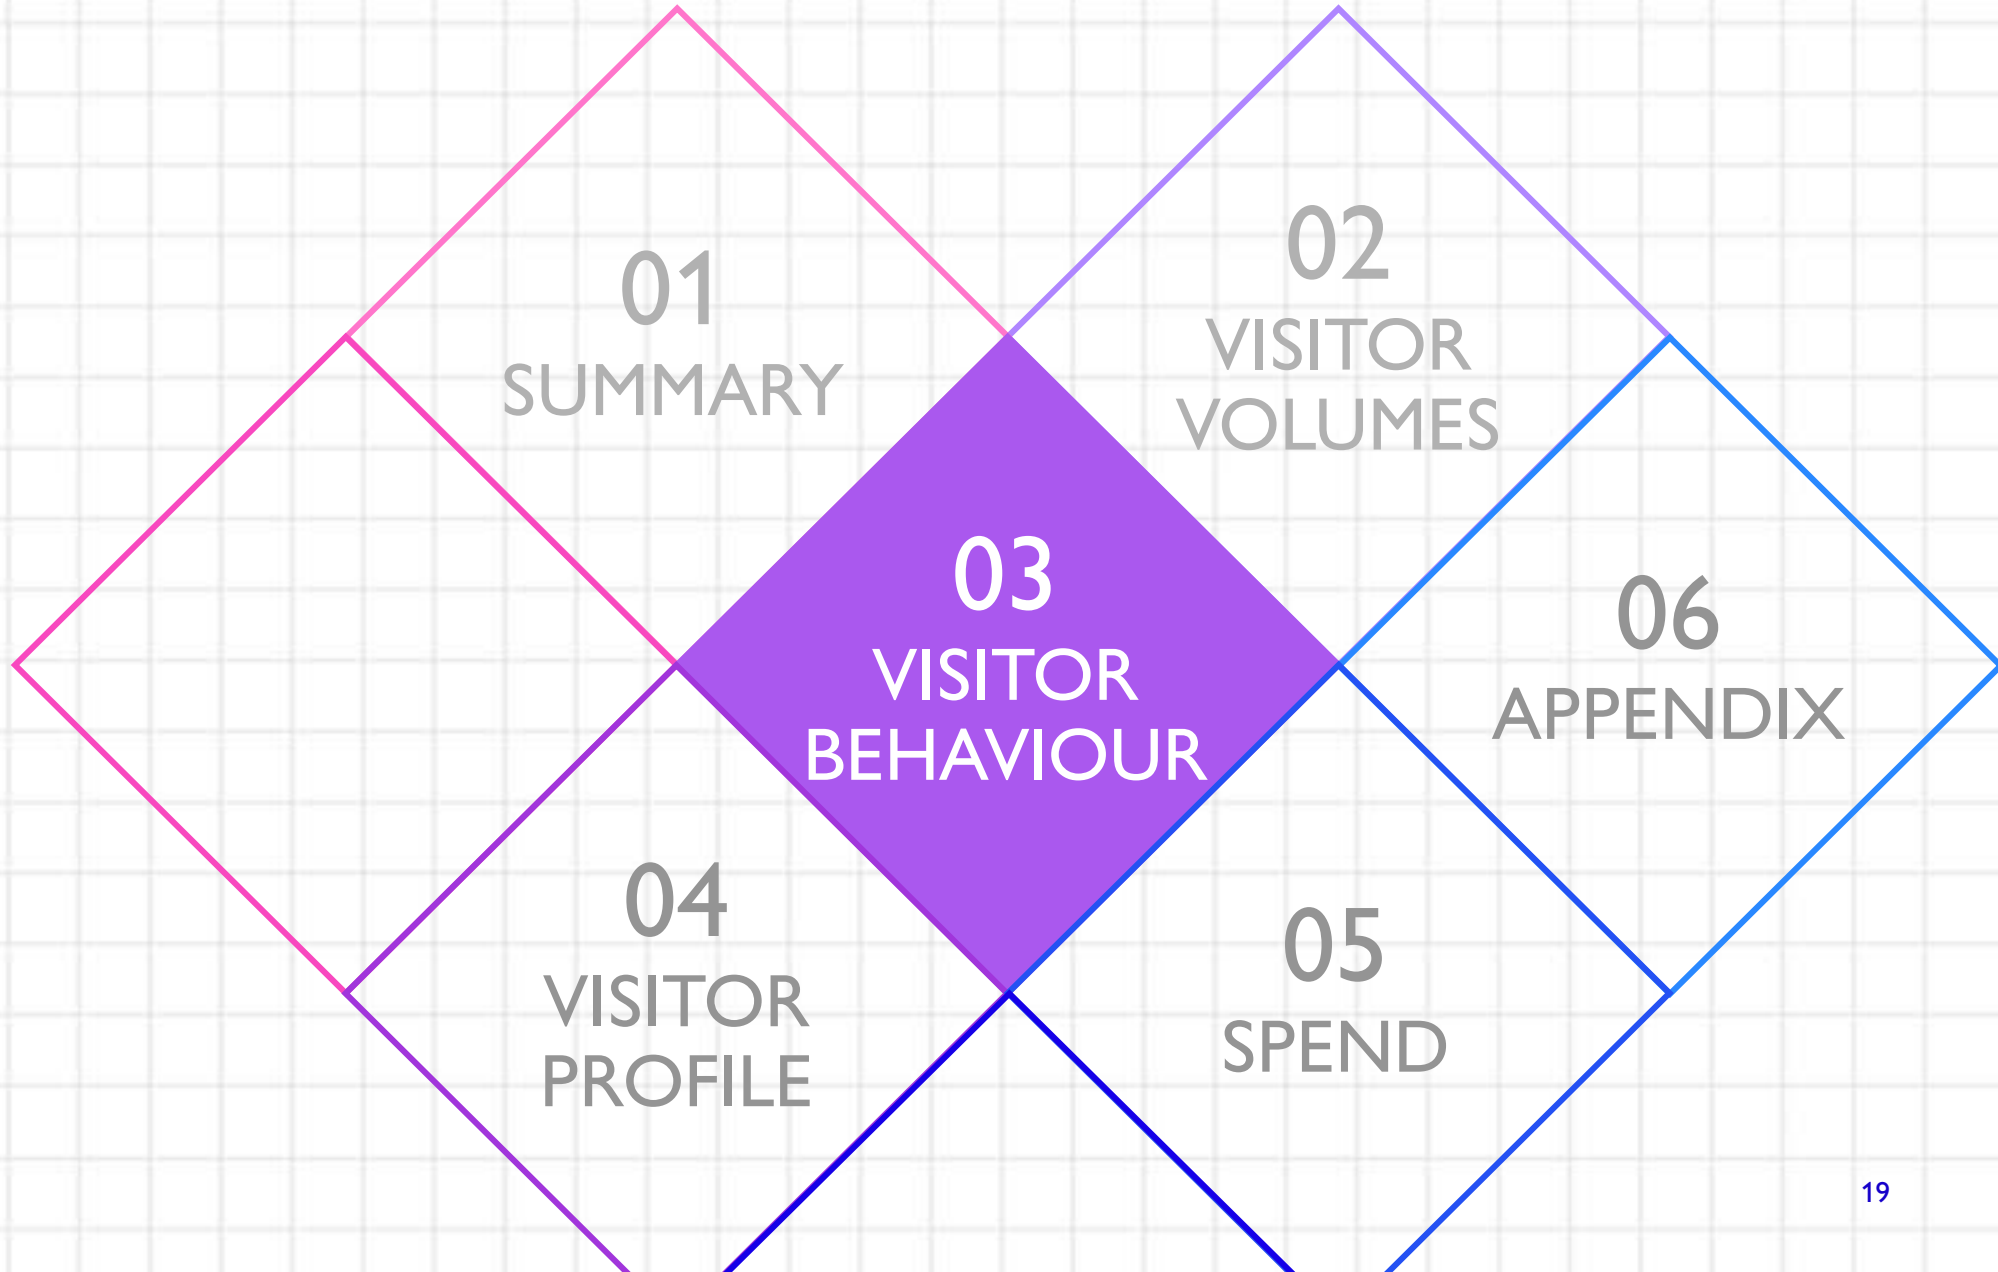 01
SUMMARY
02
VISITOR
VOLUMES
03
VISITOR
BEHAVIOUR
04
VISITOR
PROFILE
05
SPEND
06
APPENDIX
19